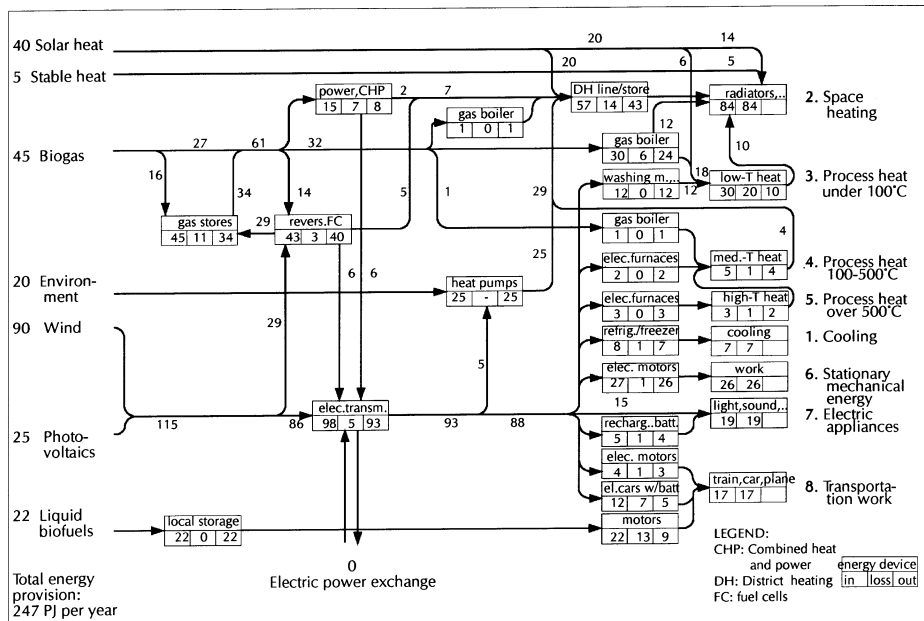 40 Solar heat
20
14
5 Stable heat
20
6
5
power,CHP
15 7 8
2
7
DH line/store
57 14 43
radiators,..
84 84
2. Space
heating
gas boiler
1 0 1
12
10
45 Biogas
27
61
32
gas boiler
30 6 24
18
3. Process heat
under 100°C
16
34
14
5
1
29
washing m.,..
12 0 12
12
low-T heat
30 20 10
gas stores
45 11 34
29
revers.FC
43 3 40
gas boiler
1 0 1
4
25
20 Environ-
ment
6
6
heat pumps
25 - 25
elec.furnaces
2 0 2
med.-T heat
5 1 4
4. Process heat
100-500°C
elec.furnaces
3 0 3
high-T heat
3 1 2
5. Process heat
over 500°C
90 Wind
29
5
refrig./freezer
8 1 7
cooling
7 7
1. Cooling
elec. motors
27 1 26
work
26 26
6. Stationary
mechanical
energy
115
86
elec.transm.
98 5 93
93
88
15
light,sound,..
19 19
7. Electric
appliances
25 Photo-
voltaics
recharg..batt.
5 1 4
elec. motors
4 1 3
train,car,plane
17 17
8. Transporta-
tion work
el.cars w/batt
12 7 5
22 Liquid
biofuels
local storage
22 0 22
motors
22 13 9
0
Electric power exchange
Total energy
provision:
247 PJ per year
LEGEND:
CHP: Combined heat
and power
DH: District heating
FC: fuel cells
energy device
in loss out